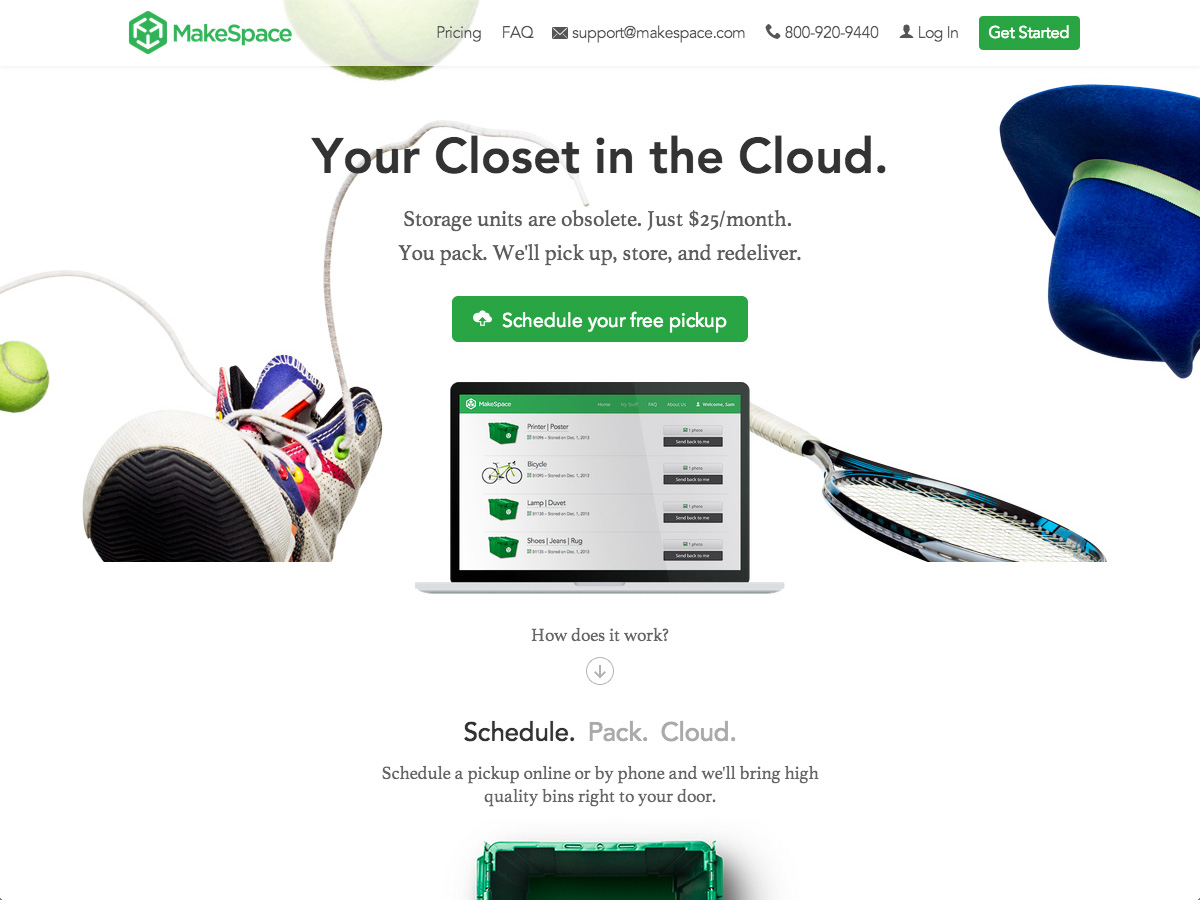 MakeSpace
Pricing FAQ support@makespace.com 800-920-9440 Log In Get Started
Your Closet in the Cloud.
Storage units are obsolete. Just $25/month.
You pack. We'll pick up, store, and redeliver.
Schedule your free pickup
MakeSpace Home My Stuff FAQ About Us Welcome, Sam
Printer | Poster
1 photo
Send back to me
Bicycle
1 photo
Send back to me
Lamp | Duvet
1 photo
Send back to me
Shoes | Jeans | Rug
1 photo
Send back to me
How does it work?
Schedule. Pack. Cloud.
Schedule a pickup online or by phone and we'll bring high
quality bins right to your door.